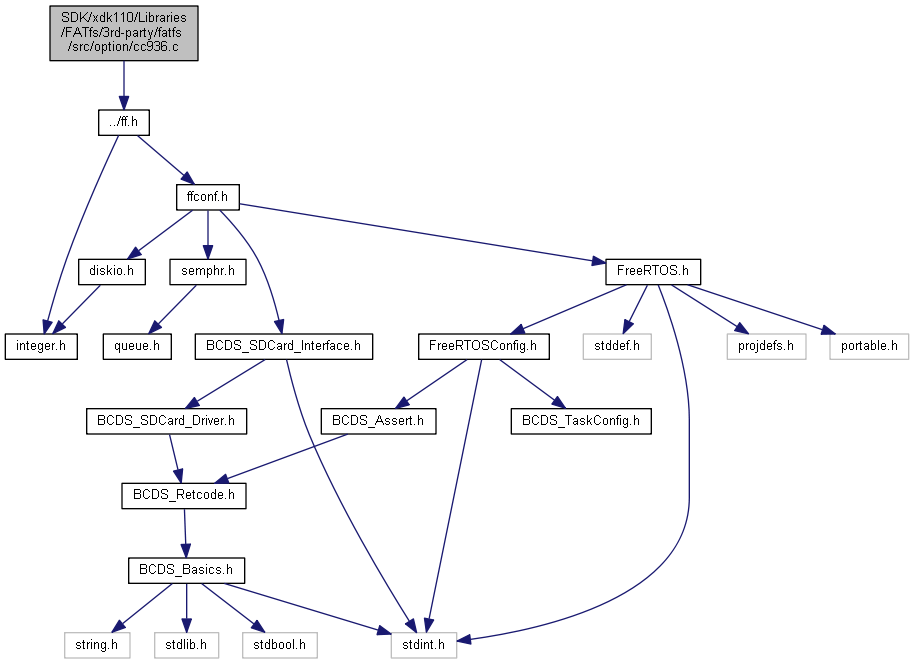 SDK/xdk110/Libraries
/FATfs/3rd-party/fatfs
/src/option/cc936.c
../ff.h
ffconf.h
diskio.h
semphr.h
FreeRTOS.h
integer.h
queue.h
BCDS_SDCard_Interface.h
FreeRTOSConfig.h
stddef.h
projdefs.h
portable.h
BCDS_SDCard_Driver.h
BCDS_Assert.h
BCDS_TaskConfig.h
BCDS_Retcode.h
BCDS_Basics.h
string.h
stdlib.h
stdbool.h
stdint.h